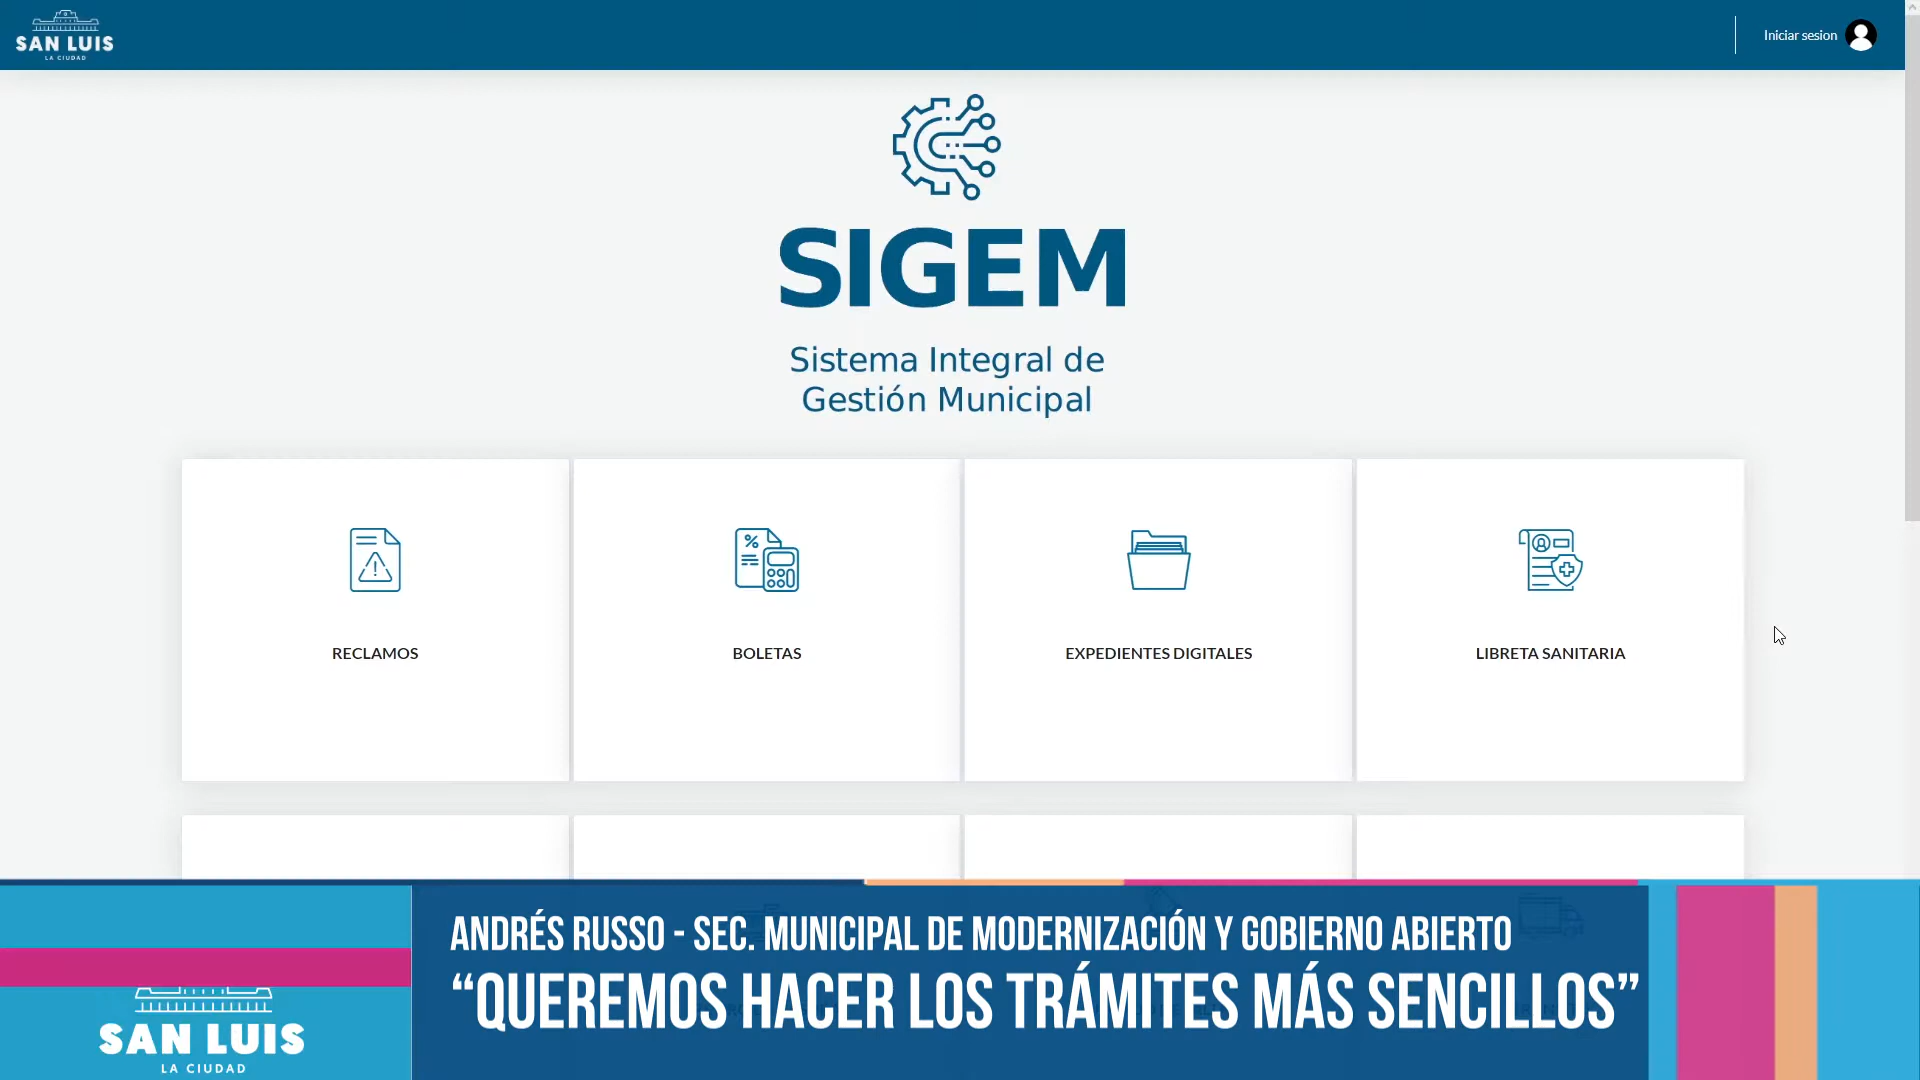 SAN LUIS
LA CIUDAD
Iniciar sesion
SIGEM
Sistema Integral de
Gestión Municipal
RECLAMOS
BOLETAS
EXPEDIENTES DIGITALES
LIBRETA SANITARIA
ANDRÉS RUSSO - SEC. MUNICIPAL DE MODERNIZACIÓN Y GOBIERNO ABIERTO
“QUEREMOS HACER LOS TRÁMITES MÁS SENCILLOS”
SAN LUIS
LA CIUDAD